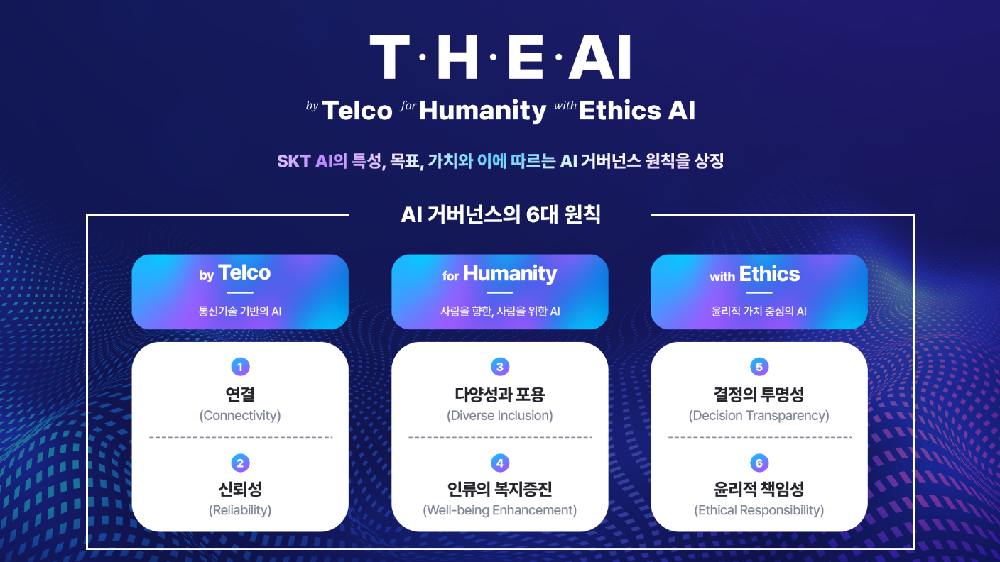 T·H·E·AI
by Telco for Humanity with Ethics AI
SKT AI의 특성, 목표, 가치와 이에 따르는 AI 거버넌스 원칙을 상징
AI 거버넌스의 6대 원칙
by Telco
통신기술 기반의 AI
1
연결
(Connectivity)
2
신뢰성
(Reliability)
for Humanity
사람을 향한, 사람을 위한 AI
3
다양성과 포용
(Diverse Inclusion)
4
인류의 복지증진
(Well-being Enhancement)
with Ethics
윤리적 가치 중심의 AI
5
결정의 투명성
(Decision Transparency)
6
윤리적 책임성
(Ethical Responsibility)